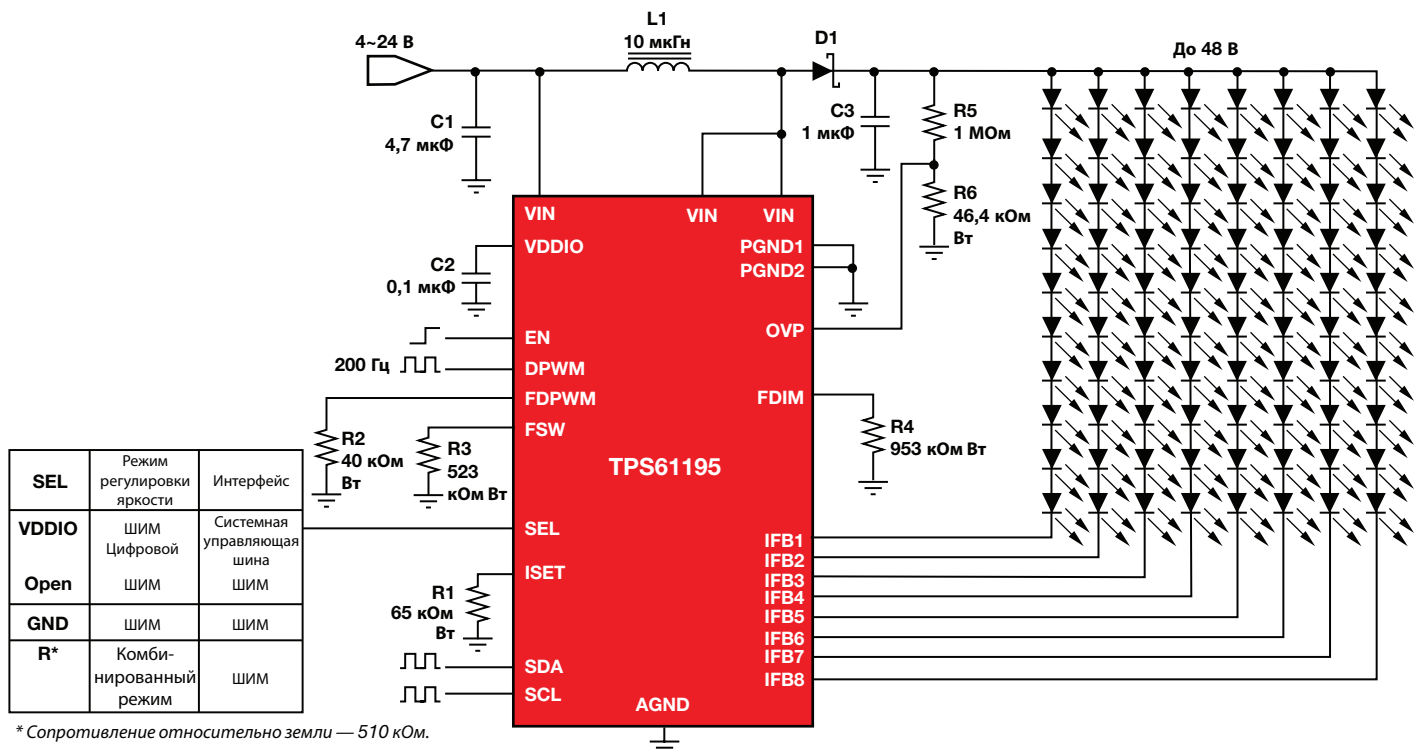 4~24 В
L1
10 мкГн
D1
До 48 В
C1
4,7 мкФ
C3
1 мкФ
R5
1 МОм
R6
46,4 кОм
Вт
VIN
VIN
VIN
VDDIO
PGND1
PGND2
C2
0,1 мкФ
OVP
EN
200 Гц
DPWM
FDPWM
FDIM
FSW
R2
40 кОм
Вт
R3
523
кОм Вт
R4
953 кОм Вт
TPS61195
SEL
ISET
R1
65 кОм
Вт
SDA
SCL
AGND
IFB1
IFB2
IFB3
IFB4
IFB5
IFB6
IFB7
IFB8
SEL
Режим
регулировки
яркости
Интерфейс
VDDIO
ШИМ
Цифровой
Системная
управляющая
шина
Open
ШИМ
ШИМ
GND
ШИМ
ШИМ
R*
Комби-
нированный
режим
ШИМ
* Сопротивление относительно земли — 510 кОм.